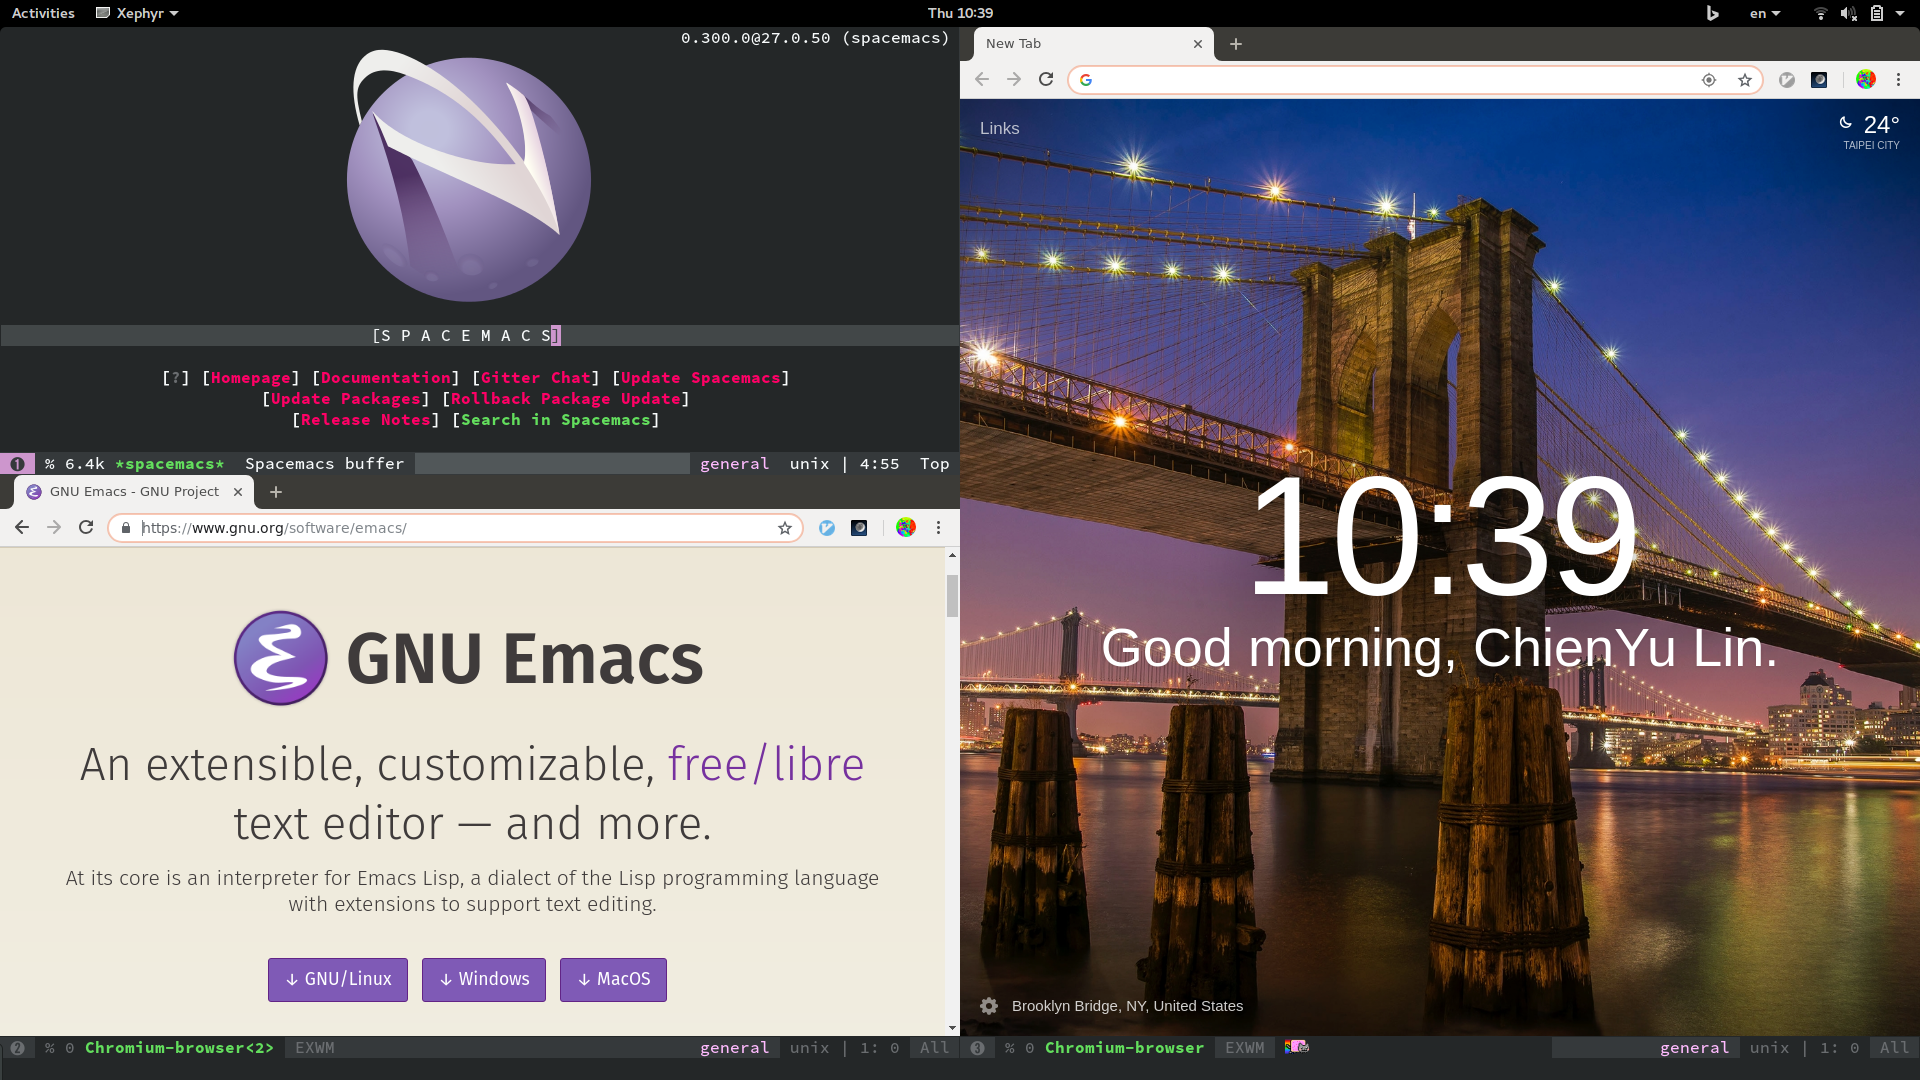 Activities Xephyr Thu 10:39 en
0.300.0@27.0.50 (spacemacs)
[S P A C E M A C S]
[?] [Homepage] [Documentation] [Gitter Chat] [Update Spacemacs]
[Update Packages] [Rollback Package Update]
[Release Notes] [Search in Spacemacs]
1 % 6.4k *spacemacs* Spacemacs buffer general unix | 4:55 Top
GNU Emacs - GNU Project
https://www.gnu.org/software/emacs/
GNU Emacs
An extensible, customizable, free/libre
text editor — and more.
At its core is an interpreter for Emacs Lisp, a dialect of the Lisp programming language
with extensions to support text editing.
↓ GNU/Linux ↓ Windows ↓ MacOS
2 % 0 Chromium-browser<2> EXWM general unix | 1: 0 All
New Tab
Links
24°
TAIPEI CITY
10:39
Good morning, ChienYu Lin.
Brooklyn Bridge, NY, United States
3 % 0 Chromium-browser EXWM general unix | 1: 0 All